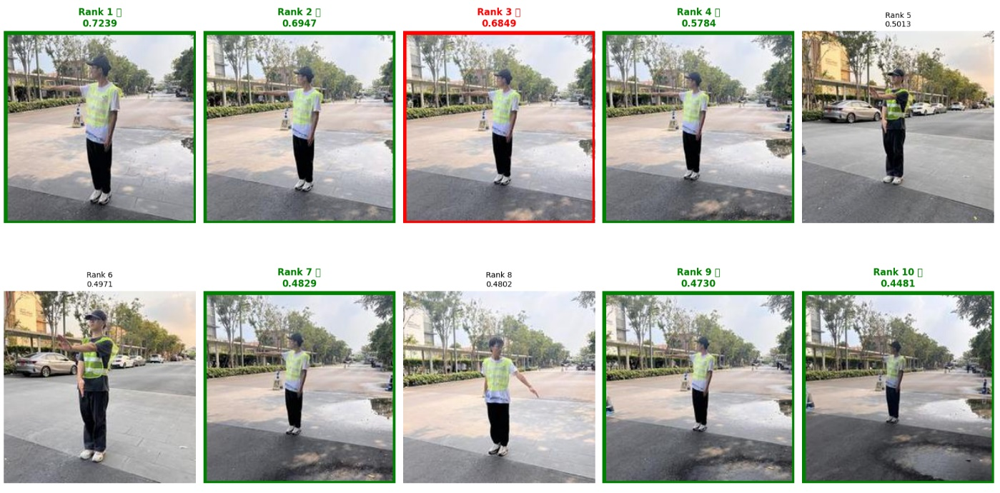 Rank 1 
0.7239
Rank 2 
0.6947
Rank 3 
0.6849
Rank 4 
0.5784
Rank 5
0.5013
Rank 6
0.4971
Rank 7 
0.4829
Rank 8
0.4802
Rank 9 
0.4730
Rank 10 
0.4481